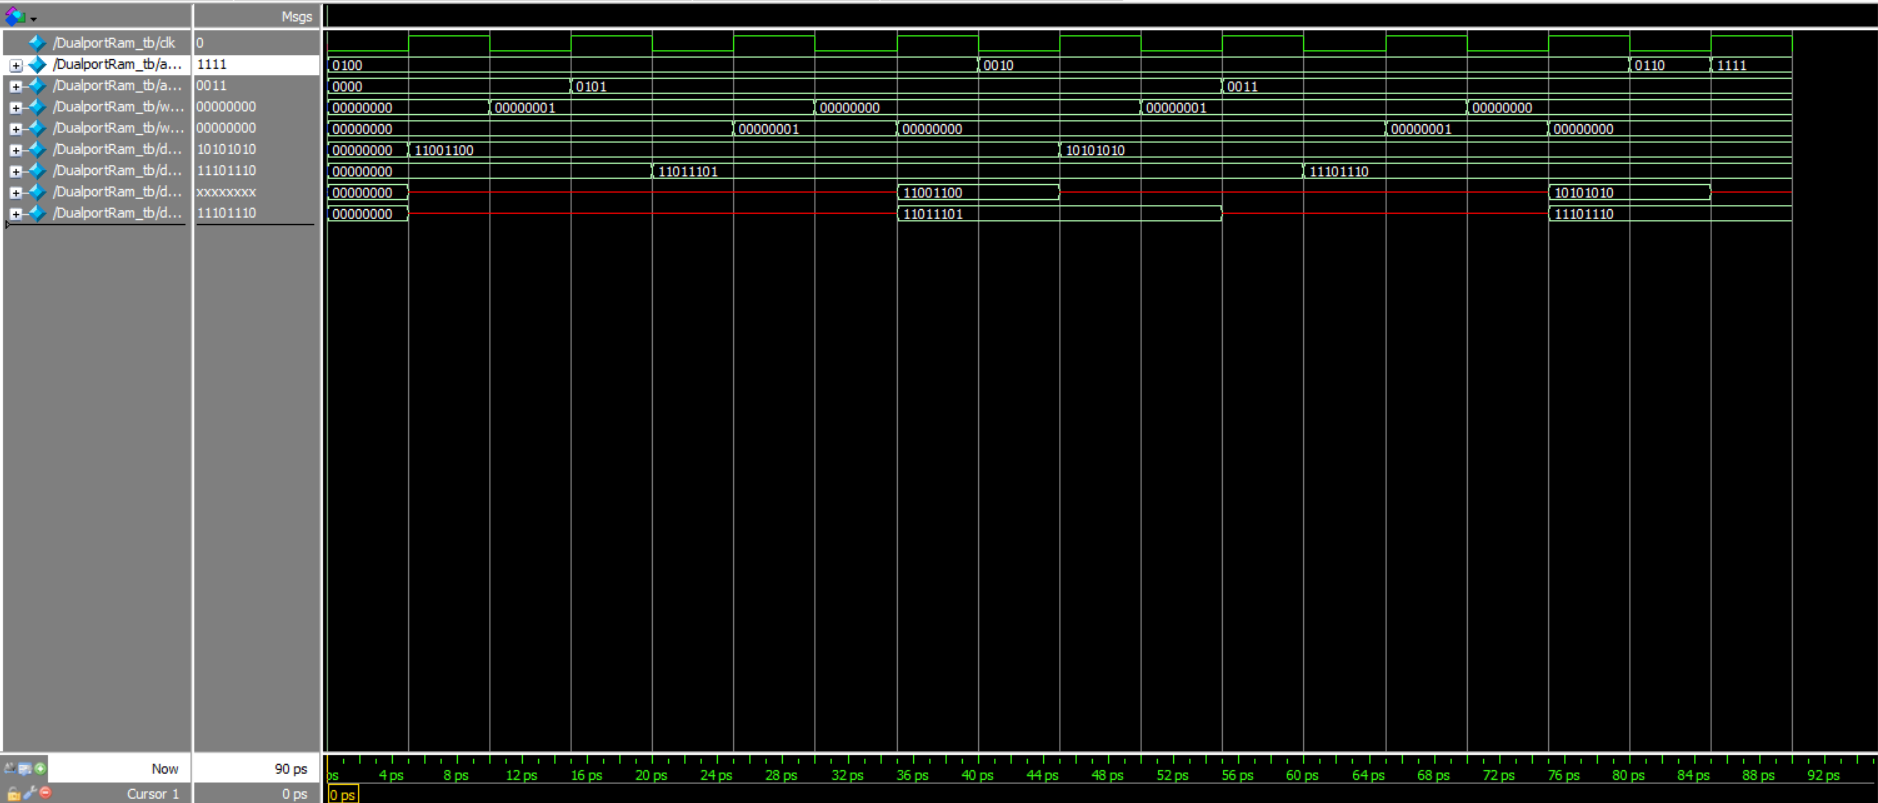 Msgs
/DualportRam_tb/clk 0
/DualportRam_tb/a... 1111 0100 0010 0110 1111
/DualportRam_tb/a... 0011 0000 0101 0011
/DualportRam_tb/w... 00000000 00000000 00000001 00000000 00000001 00000000
/DualportRam_tb/w... 00000000 00000000 00000001 00000000 00000001 00000000
/DualportRam_tb/d... 10101010 00000000 11001100 10101010
/DualportRam_tb/d... 11101110 00000000 11011101 11101110
/DualportRam_tb/d... xxxxxxxx 00000000 11001100 10101010
/DualportRam_tb/d... 11101110 00000000 11011101 11101110
Now 90 ps ps 4 ps 8 ps 12 ps 16 ps 20 ps 24 ps 28 ps 32 ps 36 ps 40 ps 44 ps 48 ps 52 ps 56 ps 60 ps 64 ps 68 ps 72 ps 76 ps 80 ps 84 ps 88 ps 92 ps
Cursor 1 0 ps 0 ps